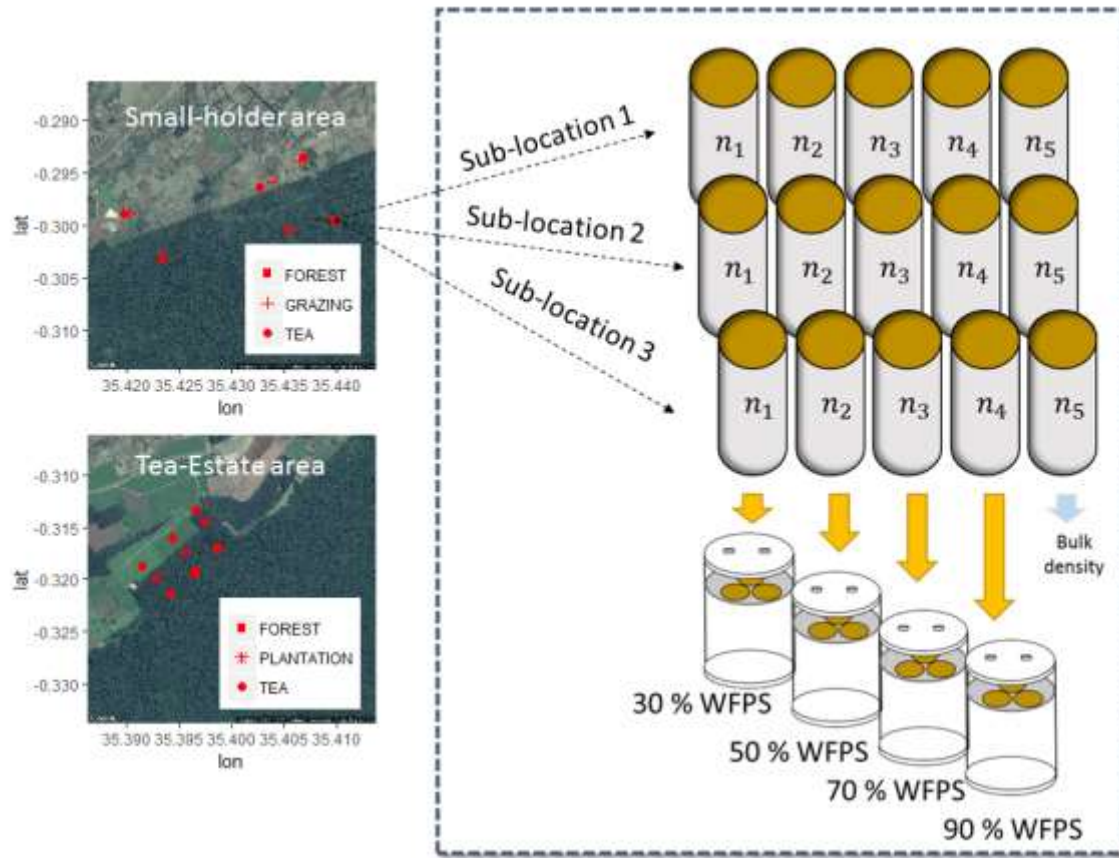 Small-holder area
-0.290
-0.295
-0.300
-0.305
-0.310
lat
FOREST
GRAZING
TEA
35.420 35.425 35.430 35.435 35.440
lon
Tea-Estate area
-0.310
-0.315
-0.320
-0.325
-0.330
lat
FOREST
PLANTATION
TEA
35.390 35.395 35.400 35.405 35.410
lon
Sub-location 1
Sub-location 2
Sub-location 3
n₁ n₂ n₃ n₄ n₅
n₁ n₂ n₃ n₄ n₅
n₁ n₂ n₃ n₄ n₅
Bulk
density
30 % WFPS
50 % WFPS
70 % WFPS
90 % WFPS